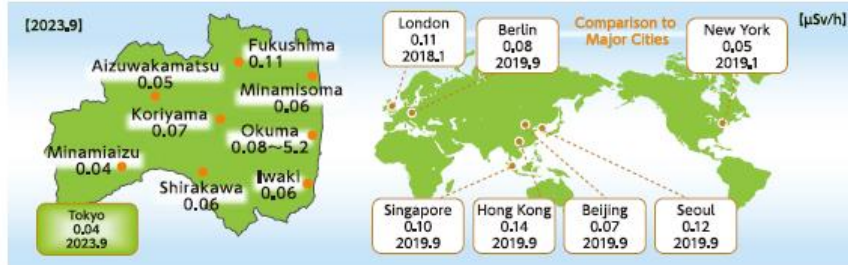 [2023.9]
Fukushima
0.11
Aizuwakamatsu
0.05
Minamisoma
0.06
Koriyama
0.07
Okuma
0.08～5.2
Minamiaizu
0.04
Shirakawa
0.06
Iwaki
0.06
Tokyo
0.04
2023.9
Comparison to
Major Cities
[μSv/h]
London
0.11
2018.1
Berlin
0.08
2019.9
New York
0.05
2019.1
Singapore
0.10
2019.9
Hong Kong
0.14
2019.9
Beijing
0.07
2019.9
Seoul
0.12
2019.9